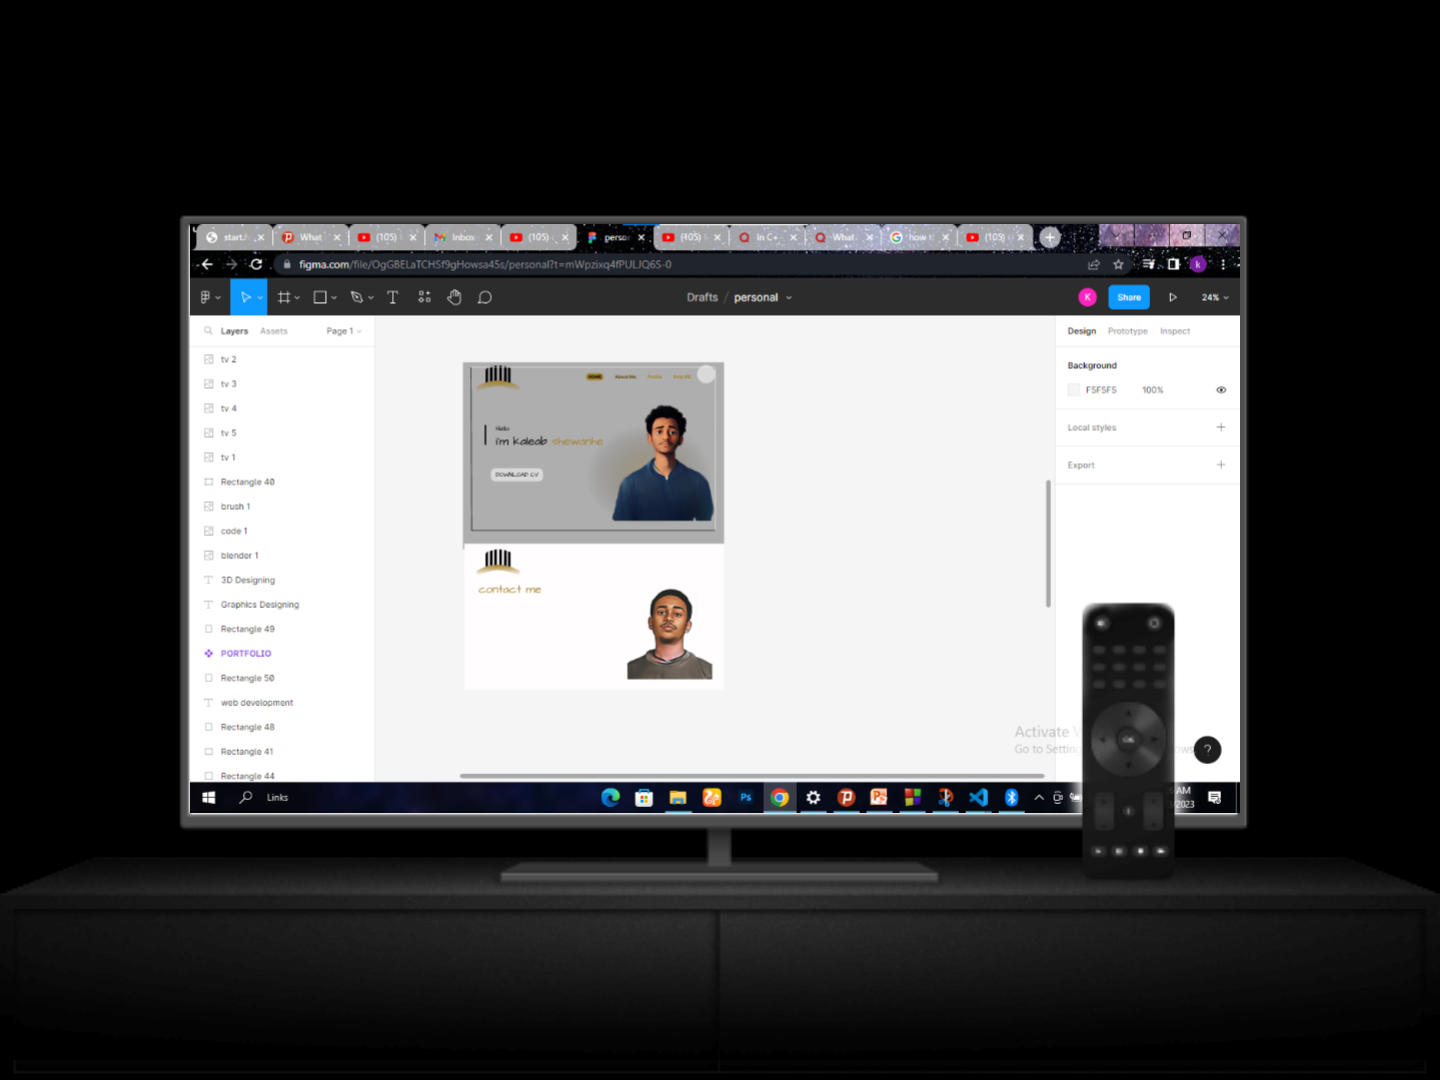 start. What (105) Inbox (105) perso (105) In C+ What how t (105)
figma.com/file/OgGBELaTCHSf9gHowsa45s/personal?t=mWpzixq4fPULJQ6S-0 k
Drafts / personal K Share 24%
Layers Assets Page 1
tv 2
tv 3
tv 4
tv 5
tv 1
Rectangle 40
brush 1
code 1
blender 1
3D Designing
Graphics Designing
Rectangle 49
PORTFOLIO
Rectangle 50
web development
Rectangle 48
Rectangle 41
Rectangle 44
HOME About Me
Hello
i'm kaleab shewanhe
DOWNLOAD CV
contact me
Design Prototype Inspect
Background
F5F5F5 100%
Local styles
Export
Activate
Go to Settin
?
Links Ps AM
2023
OK